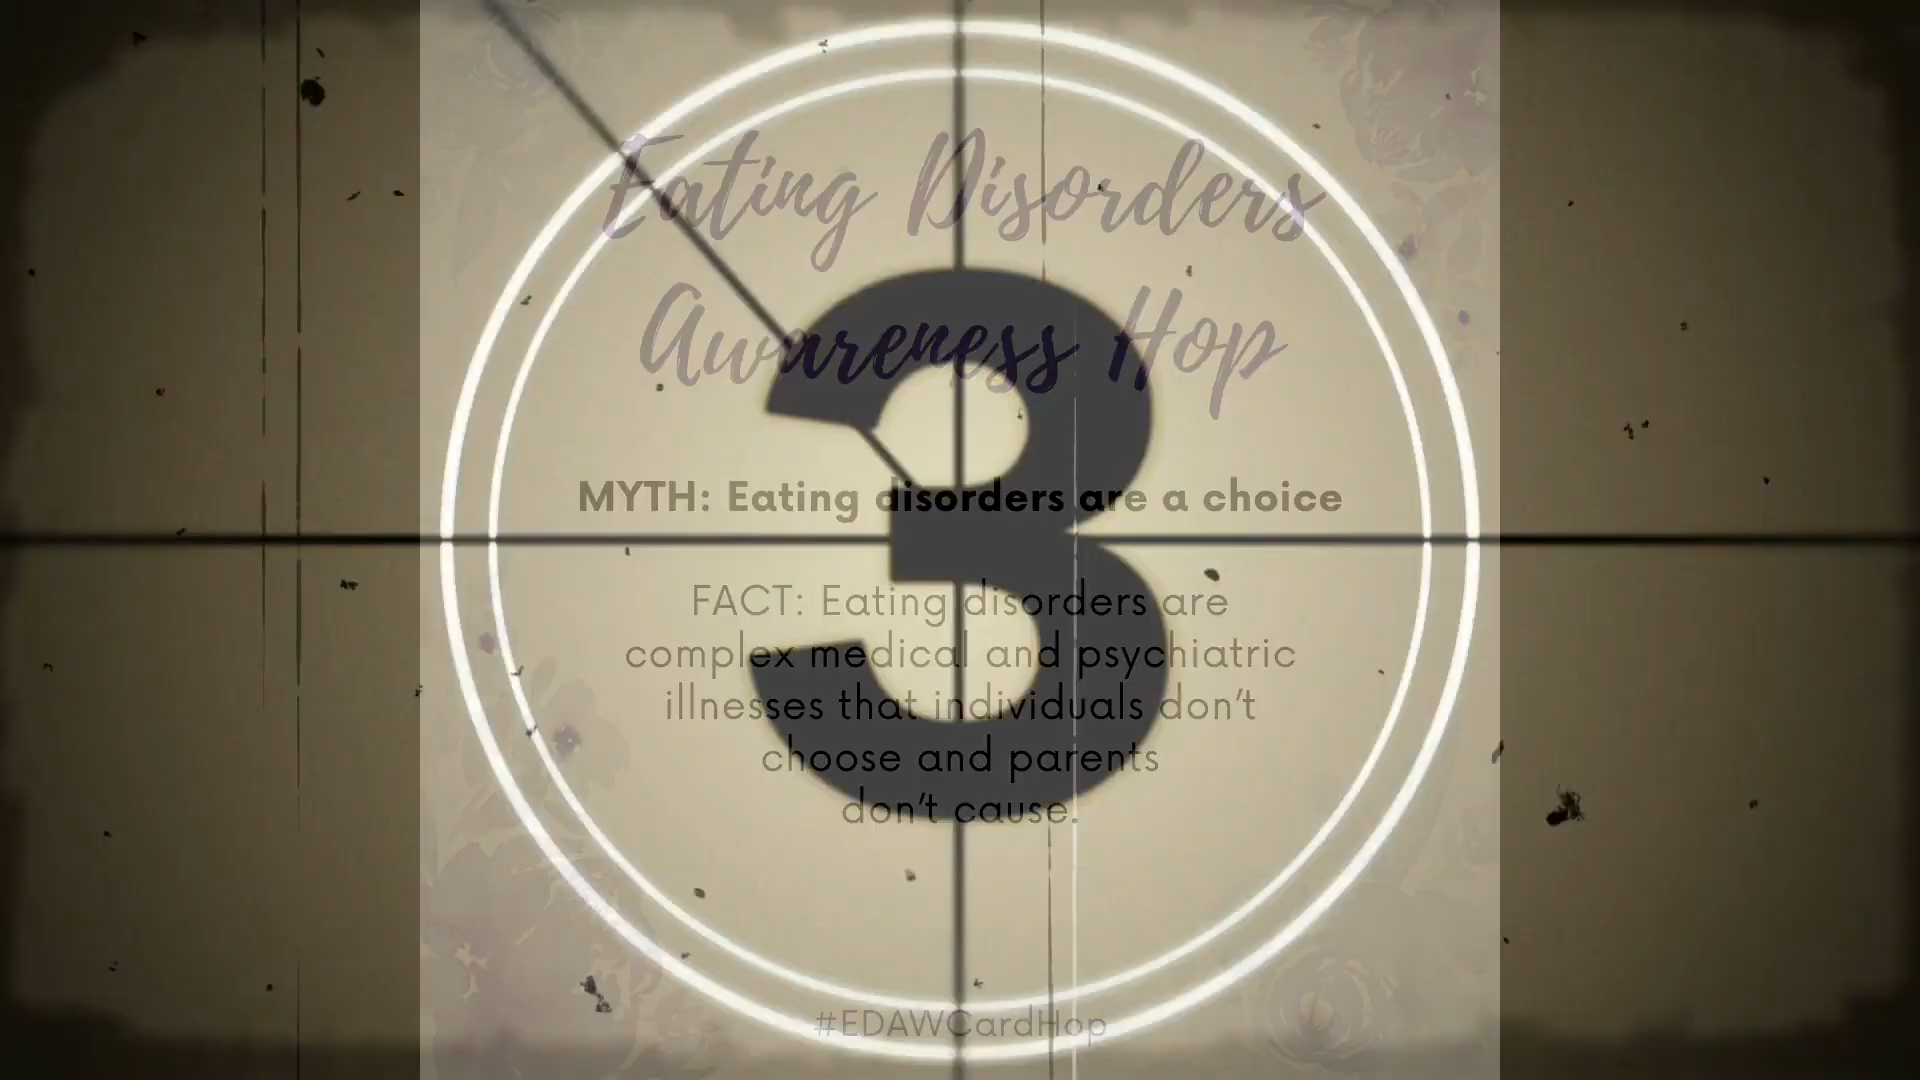 Eating Disorders
Awareness Hop
3
MYTH: Eating disorders are a choice
FACT: Eating disorders are
complex medical and psychiatric
illnesses that individuals don't
choose and parents
don't cause.
#EDAWCardHop